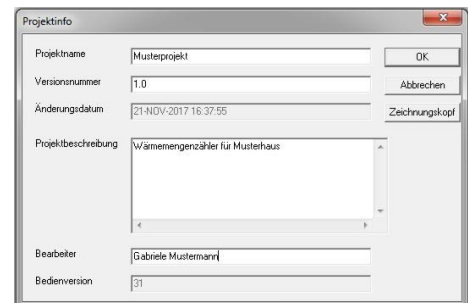 Projektinfo
Projektname Musterprojekt OK
Versionsnummer 1.0 Abbrechen
Änderungsdatum 21-NOV-2017 16:37:55 Zeichnungskopf
Projektbeschreibung Wärmemengenzähler für Musterhaus
Bearbeiter Gabriele Mustermann
Bedienversion 31